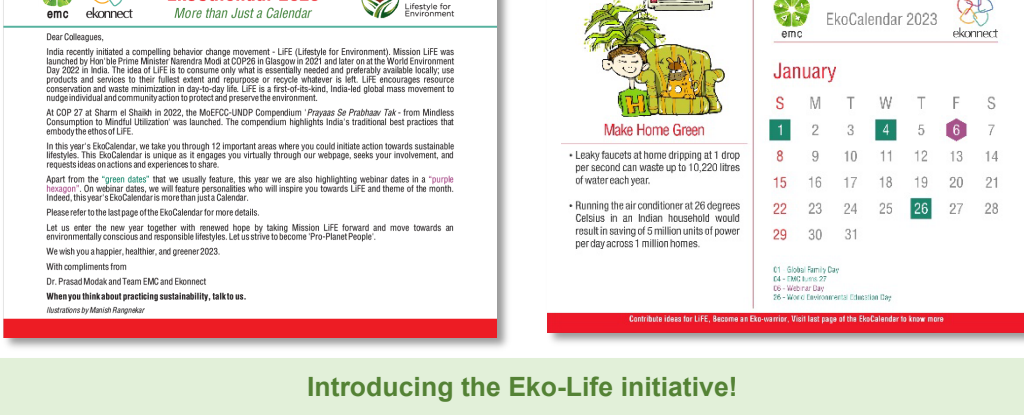 emc
ekonnect
EkoCalendar 2023
More than Just a Calendar
Lifestyle for
Environment
Dear Colleagues,
India recently initiated a compelling behavior change movement - LiFE (Lifestyle for Environment). Mission LiFE was
launched by Hon'ble Prime Minister Narendra Modi at COP26 in Glasgow in 2021 and later on at the World Environment
Day 2022 in India. The idea of LiFE is to consume only what is essentially needed and preferably available locally; use
products and services to their fullest extent and repurpose or recycle whatever is left. LiFE encourages resource
conservation and waste minimization in day-to-day life. LiFE is a first-of-its-kind, India-led global mass movement to
nudge individual and community action to protect and preserve the environment.
At COP 27 at Sharm el Shaikh in 2022, the MoEFCC-UNDP Compendium 'Prayaas Se Prabhaav Tak - from Mindless
Consumption to Mindful Utilization' was launched. The compendium highlights India's traditional best practices that
embody the ethos of LiFE.
In this year's EkoCalendar, we take you through 12 important areas where you could initiate action towards sustainable
lifestyles. This EkoCalendar is unique as it engages you virtually through our webpage, seeks your involvement, and
requests ideas on actions and experiences to share.
Apart from the "green dates" that we usually feature, this year we are also highlighting webinar dates in a "purple
hexagon". On webinar dates, we will feature personalities who will inspire you towards LiFE and theme of the month.
Indeed, this year's EkoCalendar is more than just a Calendar.
Please refer to the last page of the EkoCalendar for more details.
Let us enter the new year together with renewed hope by taking Mission LiFE forward and move towards an
environmentally conscious and responsible lifestyles. Let us strive to become 'Pro-Planet People'.
We wish you a happier, healthier, and greener 2023.
With compliments from
Dr. Prasad Modak and Team EMC and Ekonnect
When you think about practicing sustainability, talk to us.
Ilustrations by Manish Rangnekar
H
Make Home Green
• Leaky faucets at home dripping at 1 drop
per second can waste up to 10,220 litres
of water each year.
• Running the air conditioner at 26 degrees
Celsius in an Indian household would
result in saving of 5 million units of power
per day across 1 million homes.
emc
EkoCalendar 2023
ekonnect
January
S M T W T F S
1 2 3 4 5 6 7
8 9 10 11 12 13 14
15 16 17 18 19 20 21
22 23 24 25 26 27 28
29 30 31
01 - Global Family Day
04 - EMC turns 27
06 - Webinar Day
26 - World Environmental Education Day
Contribute ideas for LiFE, Become an Eko-warrior, Visit last page of the EkoCalendar to know more
Introducing the Eko-Life initiative!